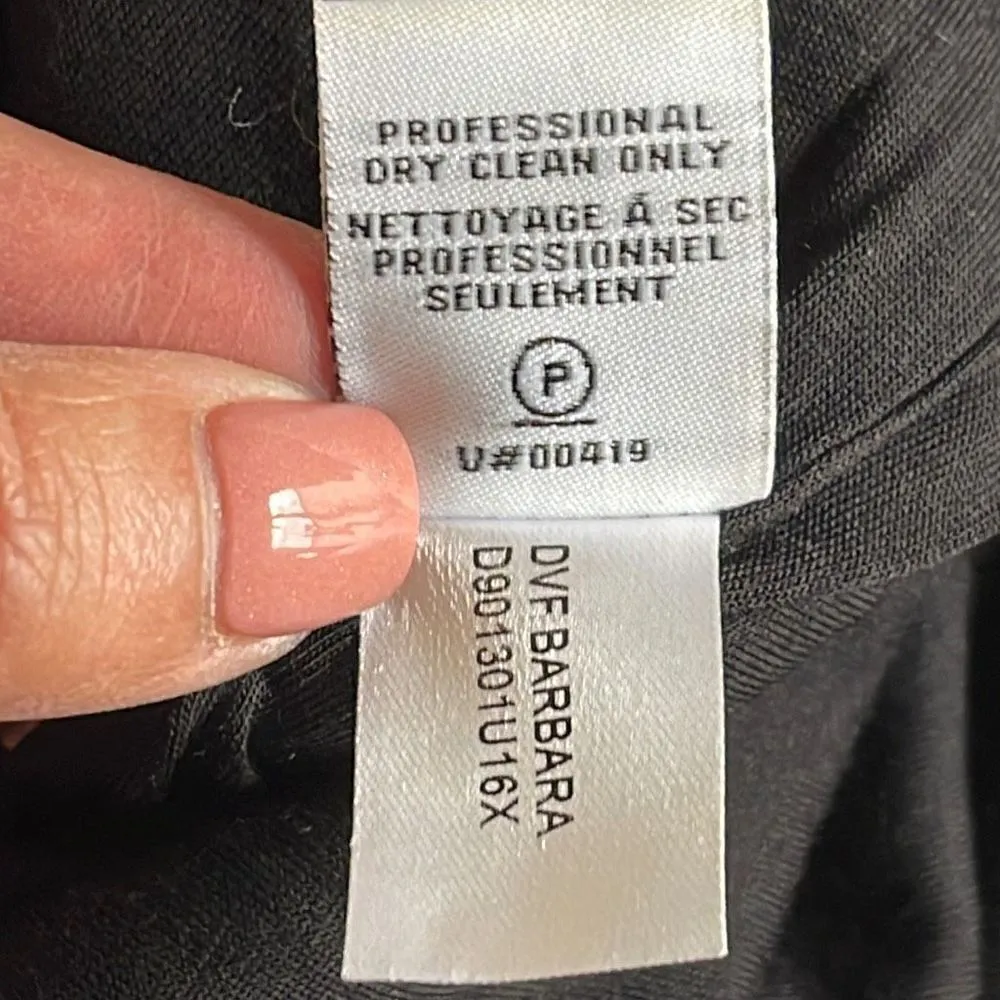 PROFESSIONAL
DRY CLEAN ONLY
NETTOYAGE Á SEC
PROFESSIONNEL
SEULEMENT
P
V#00419
DVF BARBARA
D901301U16X